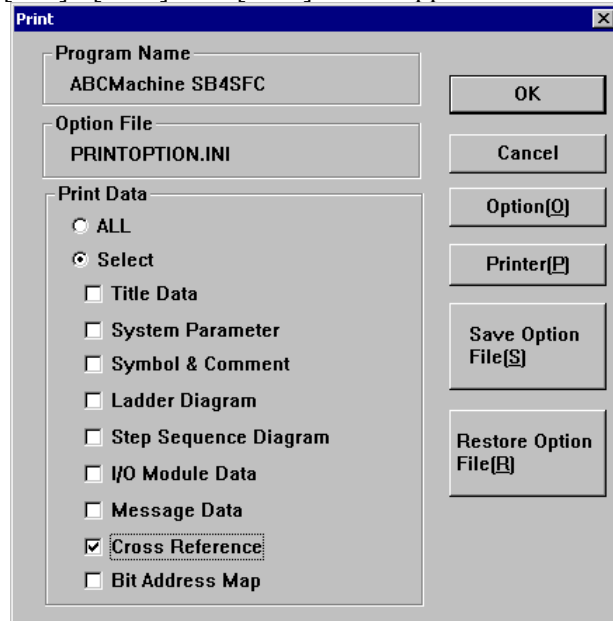 Print
Program Name
ABCMachine SB4SFC
Option File
PRINTOPTION.INI
Print Data
ALL
Select
Title Data
System Parameter
Symbol & Comment
Ladder Diagram
Step Sequence Diagram
I/O Module Data
Message Data
Cross Reference
Bit Address Map
OK
Cancel
Option(O)
Printer(P)
Save Option
File(S)
Restore Option
File(R)